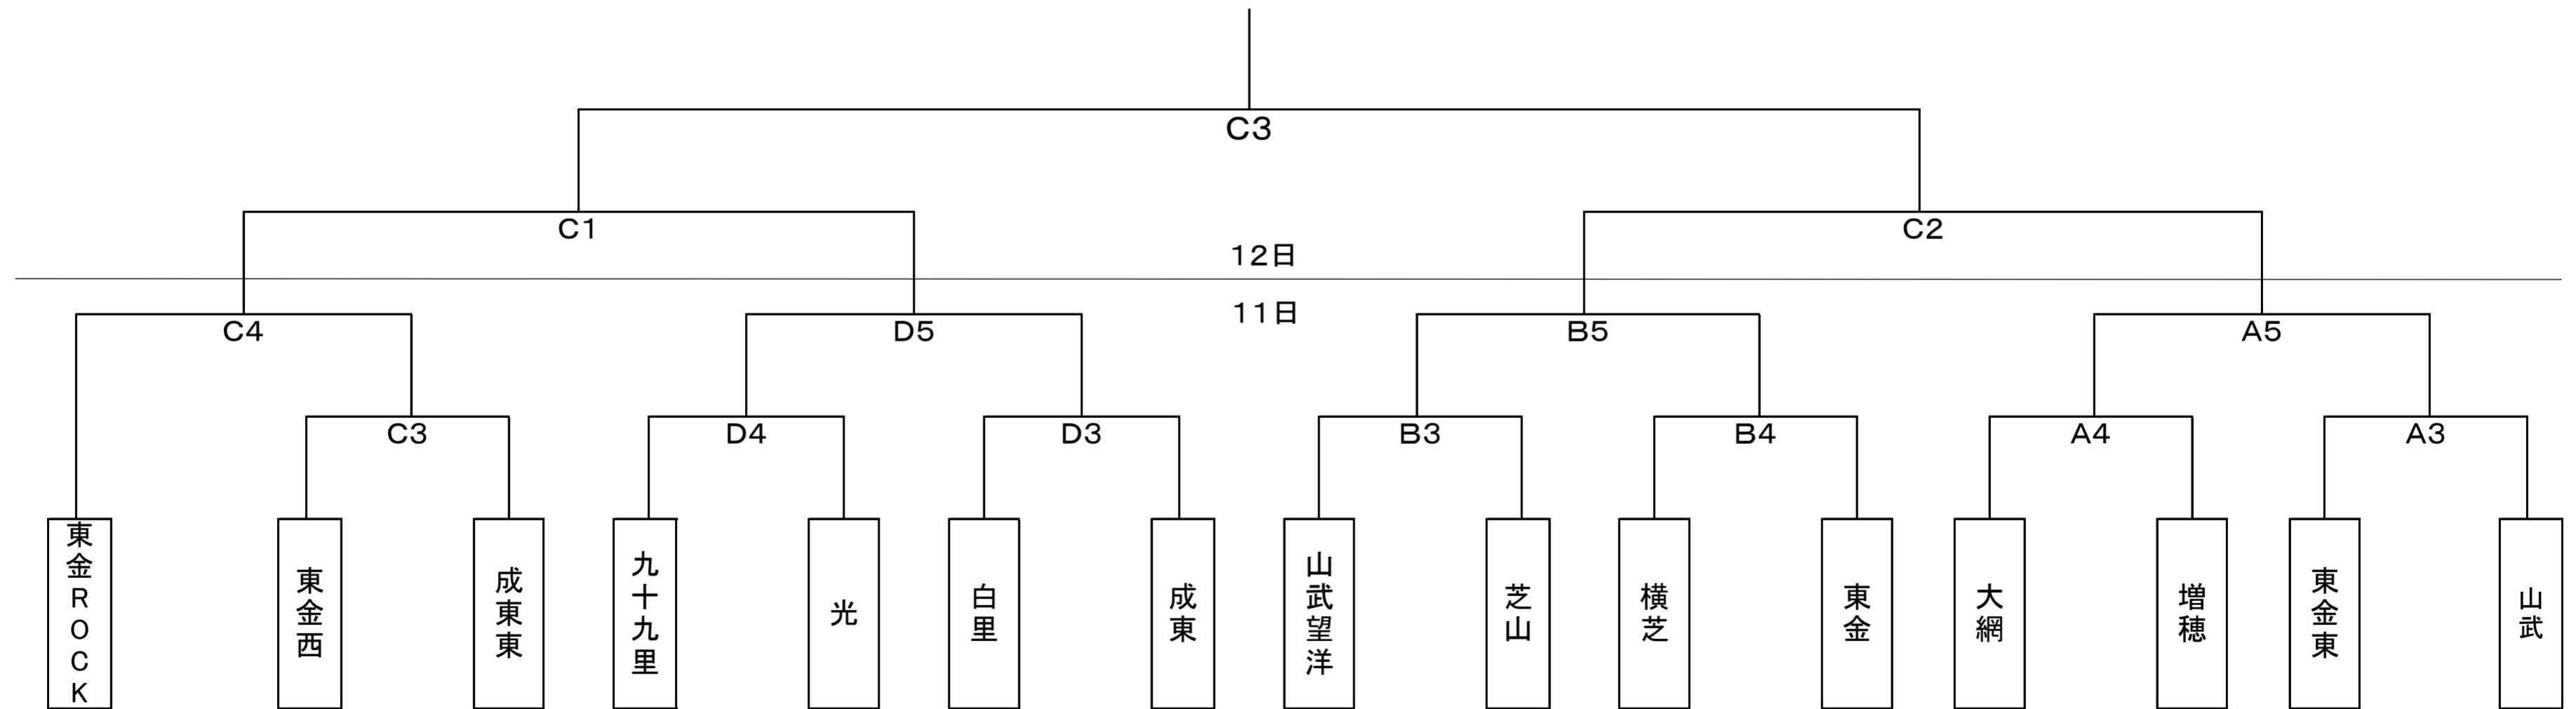 C3
C1
C2
12日
11日
C4
D5
B5
A5
C3
D4
D3
B3
B4
A4
A3
東金ROCK
東金西
成東東
九十九里
光
白里
成東
山武望洋
芝山
横芝
東金
大網
増穂
東金東
山武